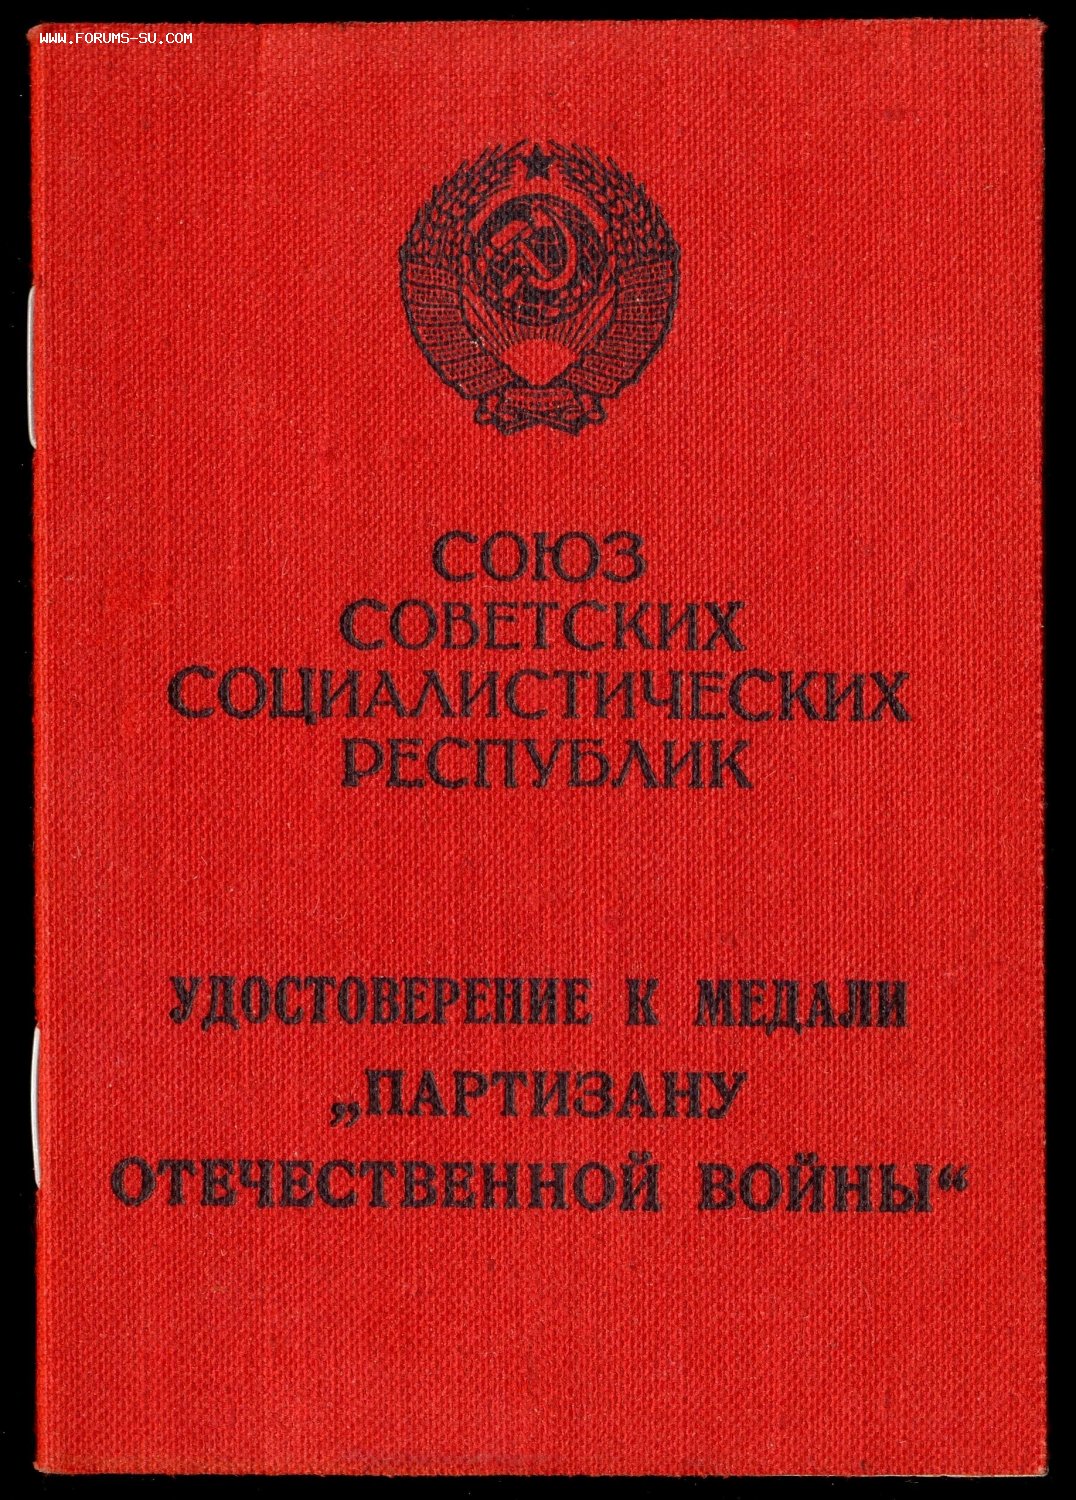 WWW.FORUMS-SU.COM
СОЮЗ
СОВЕТСКИХ
СОЦИАЛИСТИЧЕСКИХ
РЕСПУБЛИК
УДОСТОВЕРЕНИЕ К МЕДАЛИ
„ПАРТИЗАНУ
ОТЕЧЕСТВЕННОЙ ВОЙНЫ“